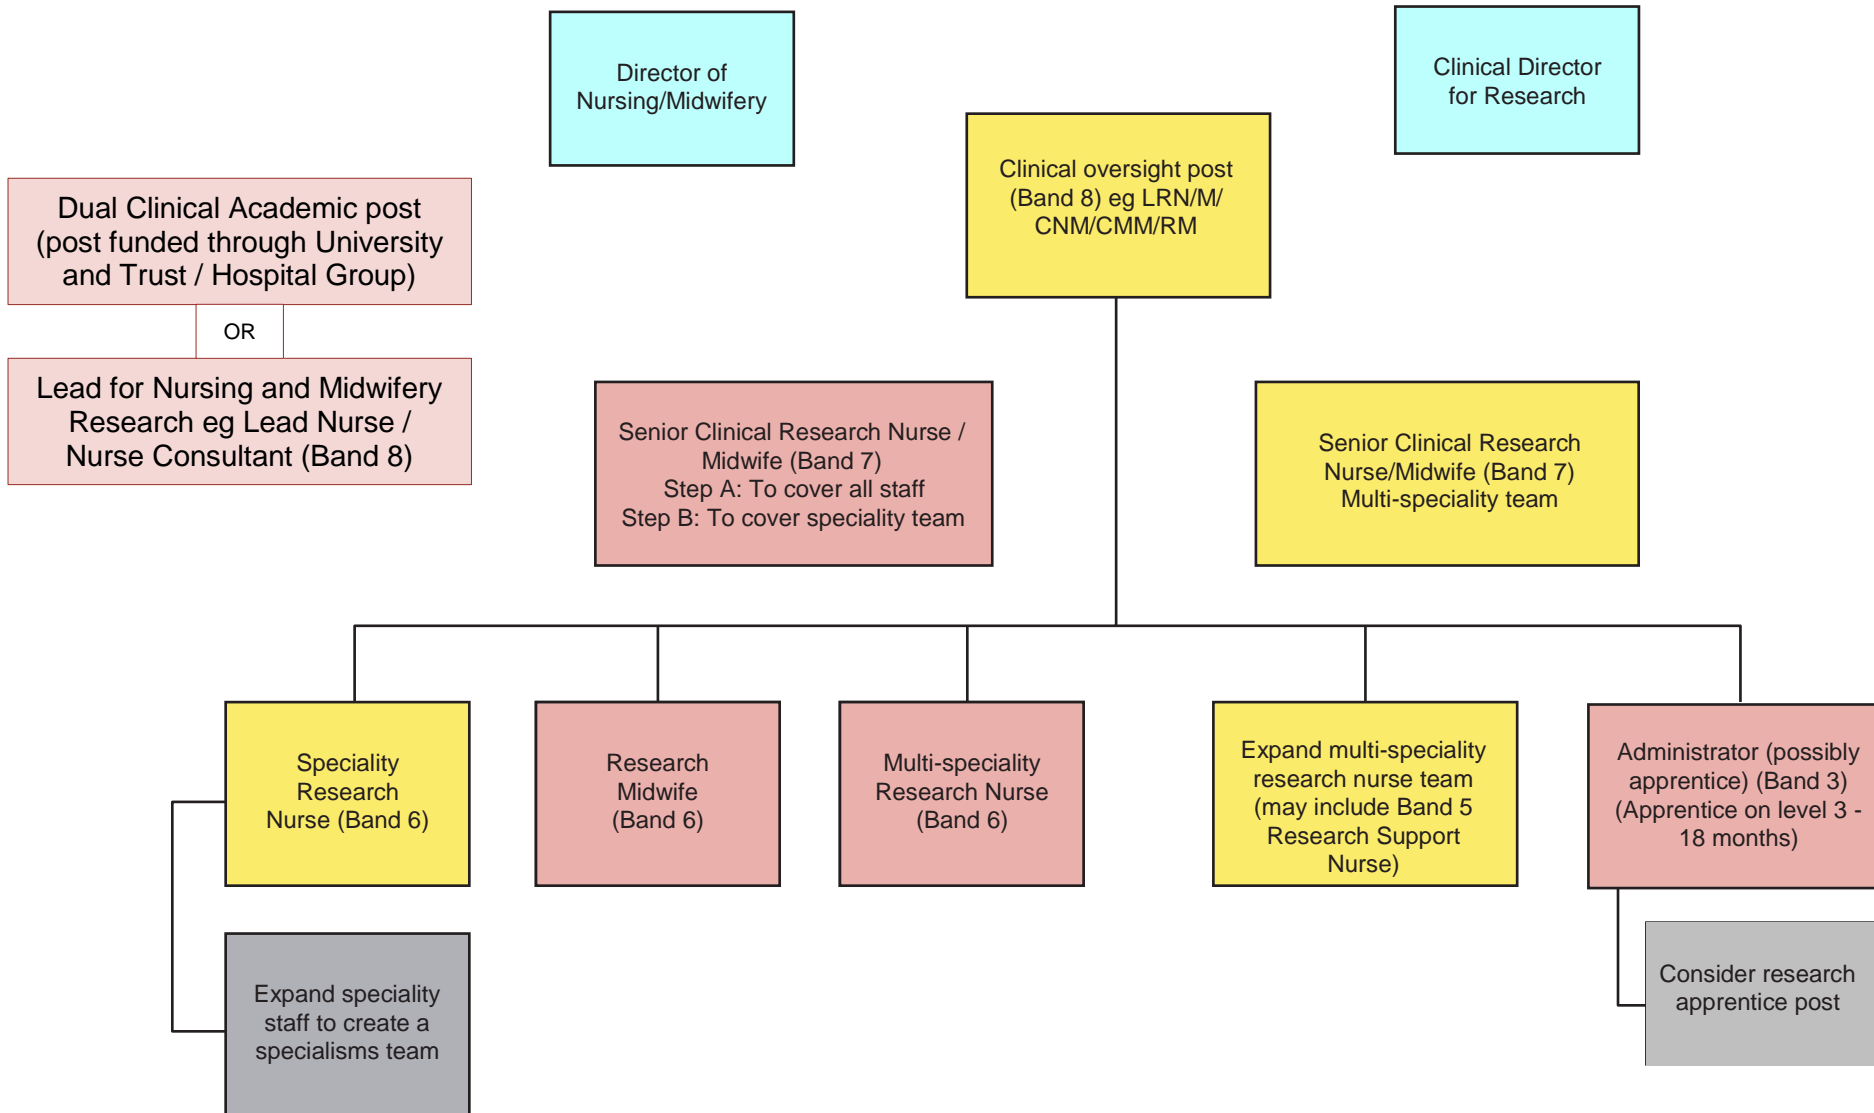 Director of
Nursing/Midwifery
Clinical Director
for Research
Clinical oversight post
(Band 8) eg LRN/M/
CNM/CMM/RM
Dual Clinical Academic post
(post funded through University
and Trust / Hospital Group)
OR
Lead for Nursing and Midwifery
Research eg Lead Nurse /
Nurse Consultant (Band 8)
Senior Clinical Research Nurse /
Midwife (Band 7)
Step A: To cover all staff
Step B: To cover speciality team
Senior Clinical Research
Nurse/Midwife (Band 7)
Multi-speciality team
Speciality
Research
Nurse (Band 6)
Research
Midwife
(Band 6)
Multi-speciality
Research Nurse
(Band 6)
Expand multi-speciality
research nurse team
(may include Band 5
Research Support
Nurse)
Administrator (possibly
apprentice) (Band 3)
(Apprentice on level 3 -
18 months)
Expand speciality
staff to create a
specialisms team
Consider research
apprentice post